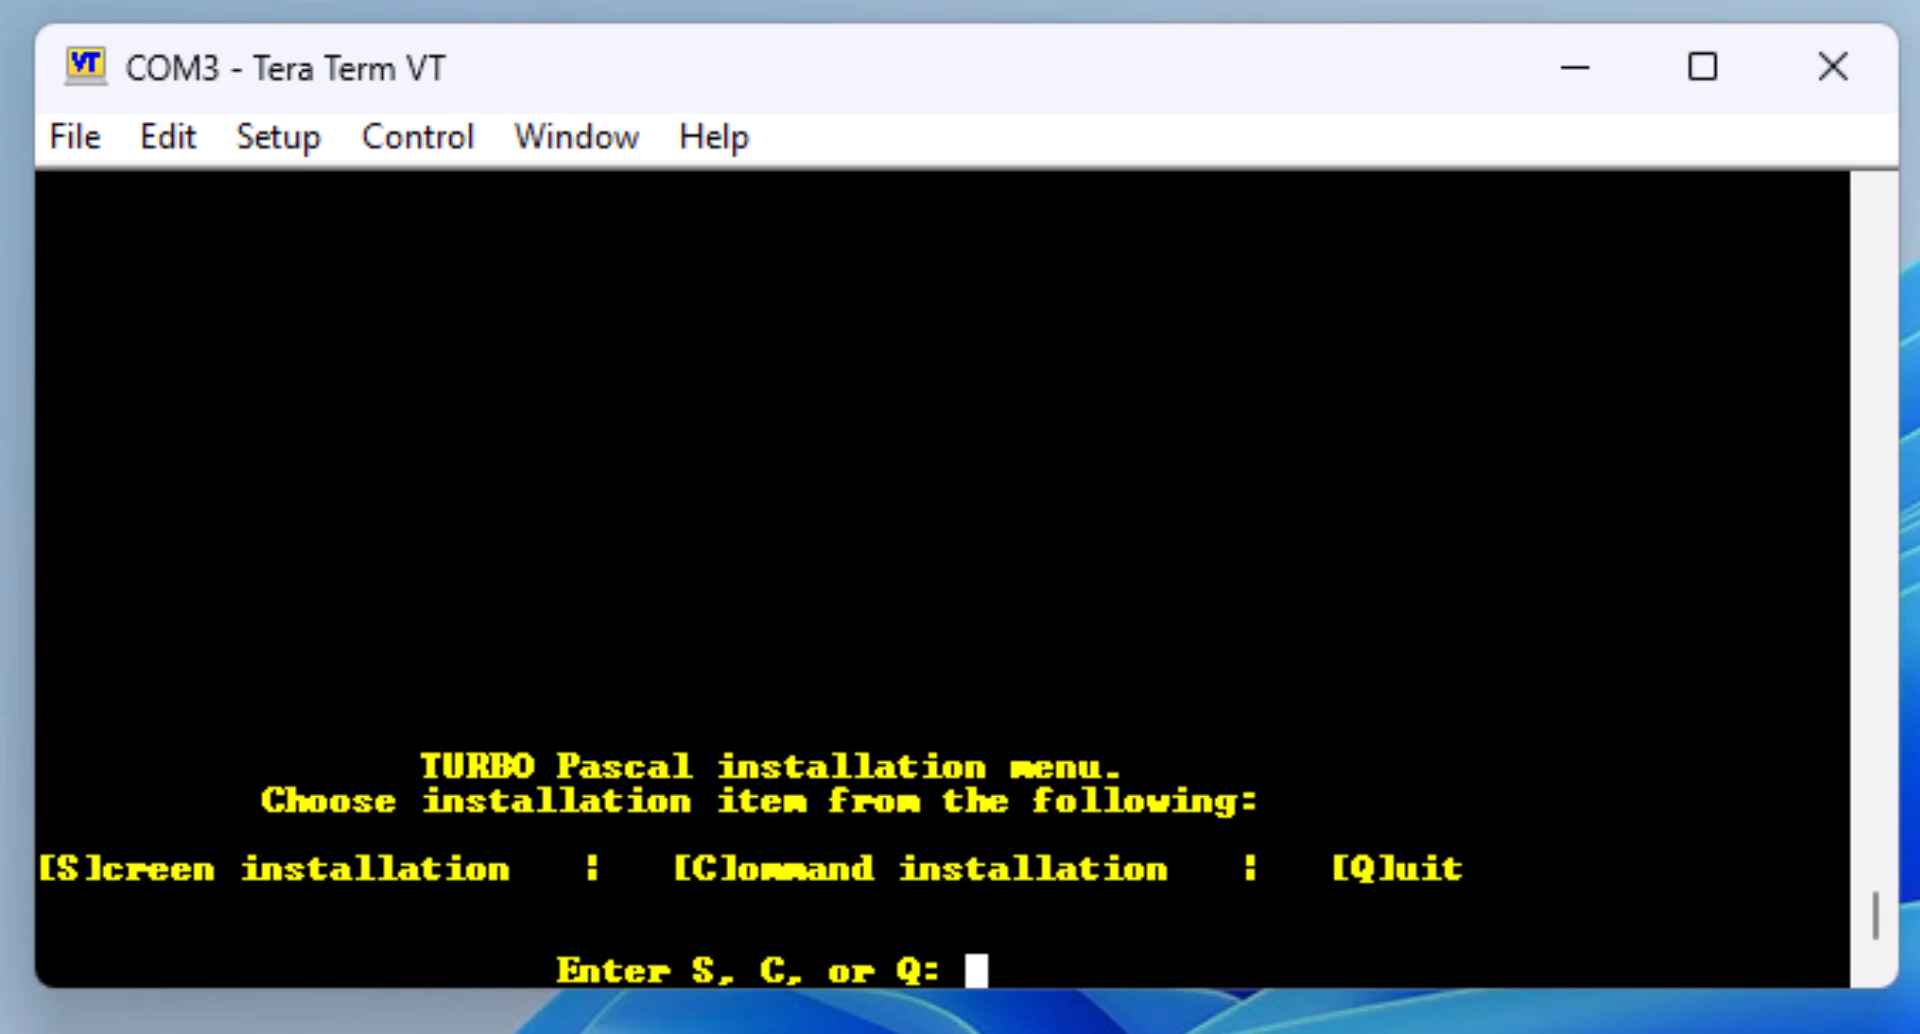 VT COM3 - Tera Term VT
File Edit Setup Control Window Help
TURBO Pascal installation menu.
Choose installation item from the following:
[S]creen installation | [C]ommand installation | [Q]uit
Enter S, C, or Q: